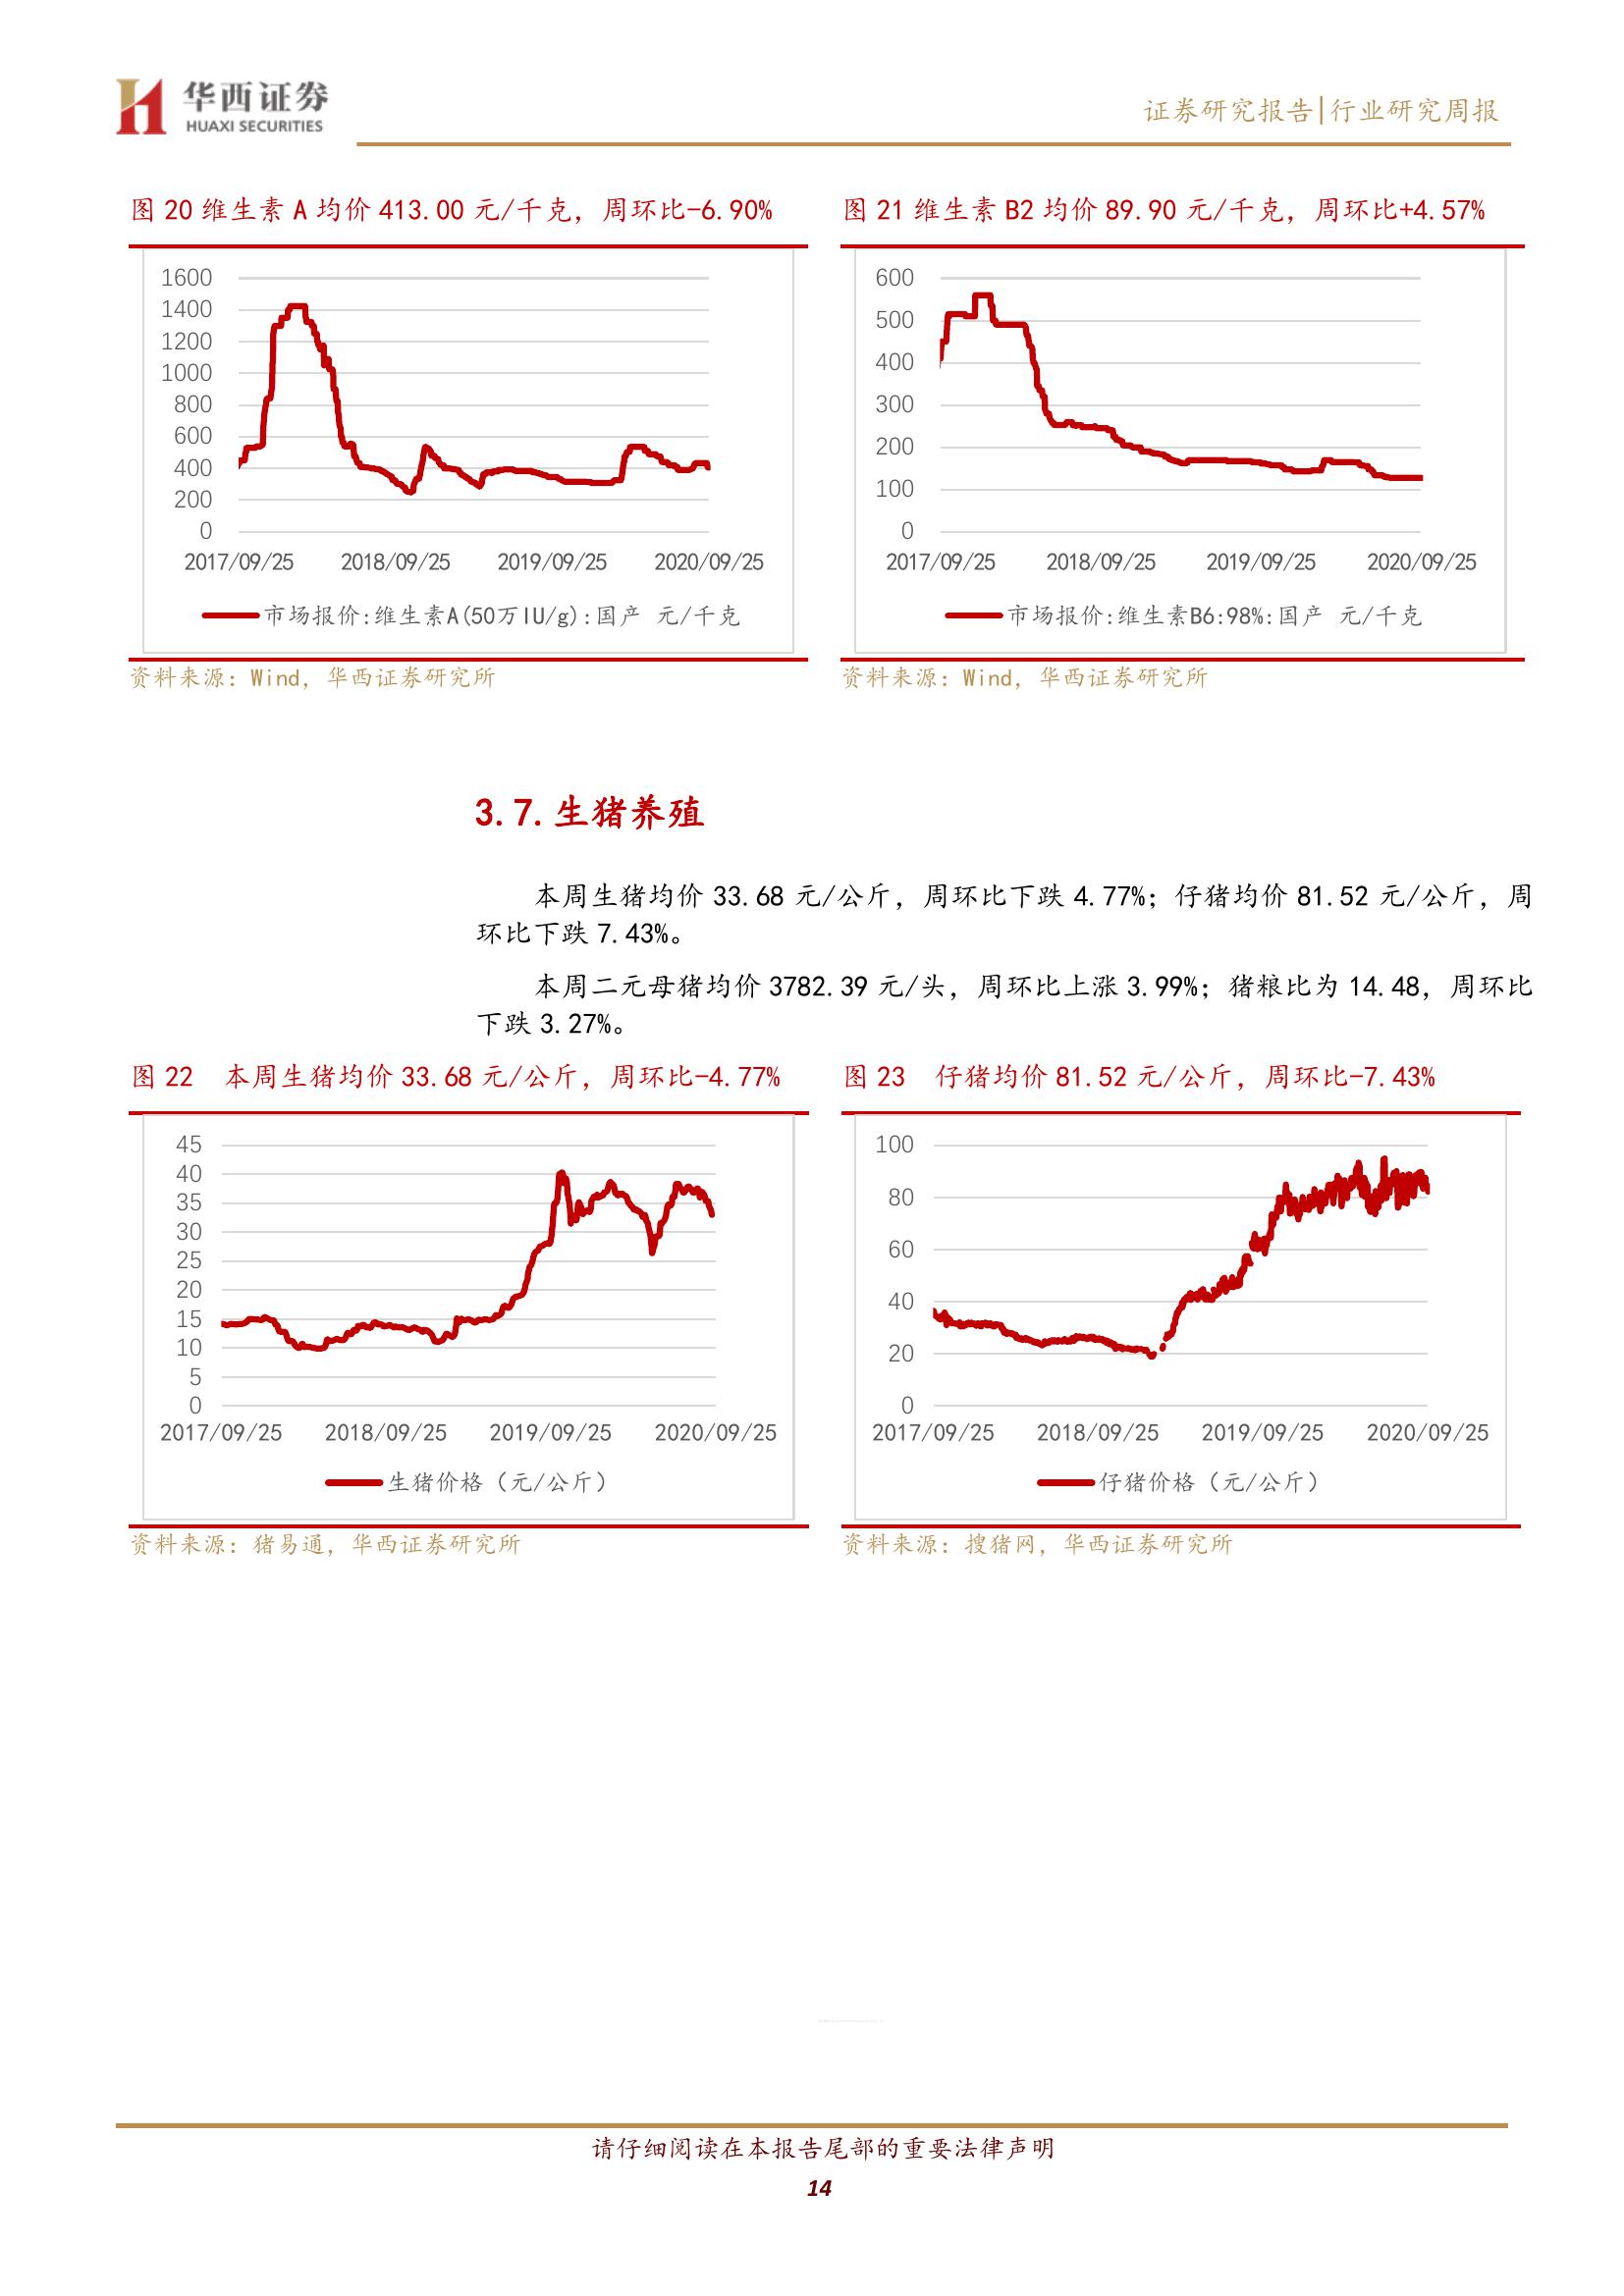 华西证券
HUAXI SECURITIES
证券研究报告|行业研究周报
图 20 维生素 A 均价 413.00 元/千克，周环比-6.90%
1600
1400
1200
1000
800
600
400
200
0
2017/09/25 2018/09/25 2019/09/25 2020/09/25
市场报价:维生素A(50万IU/g):国产 元/千克
资料来源：Wind，华西证券研究所
图 21 维生素 B2 均价 89.90 元/千克，周环比+4.57%
600
500
400
300
200
100
0
2017/09/25 2018/09/25 2019/09/25 2020/09/25
市场报价:维生素B6:98%:国产 元/千克
资料来源：Wind，华西证券研究所
3.7.生猪养殖
本周生猪均价 33.68 元/公斤，周环比下跌 4.77%；仔猪均价 81.52 元/公斤，周
环比下跌 7.43%。
本周二元母猪均价 3782.39 元/头，周环比上涨 3.99%；猪粮比为 14.48，周环比
下跌 3.27%。
图 22 本周生猪均价 33.68 元/公斤，周环比-4.77%
45
40
35
30
25
20
15
10
5
0
2017/09/25 2018/09/25 2019/09/25 2020/09/25
生猪价格（元/公斤）
资料来源：猪易通，华西证券研究所
图 23 仔猪均价 81.52 元/公斤，周环比-7.43%
100
80
60
40
20
0
2017/09/25 2018/09/25 2019/09/25 2020/09/25
仔猪价格（元/公斤）
资料来源：搜猪网，华西证券研究所
请仔细阅读在本报告尾部的重要法律声明
14